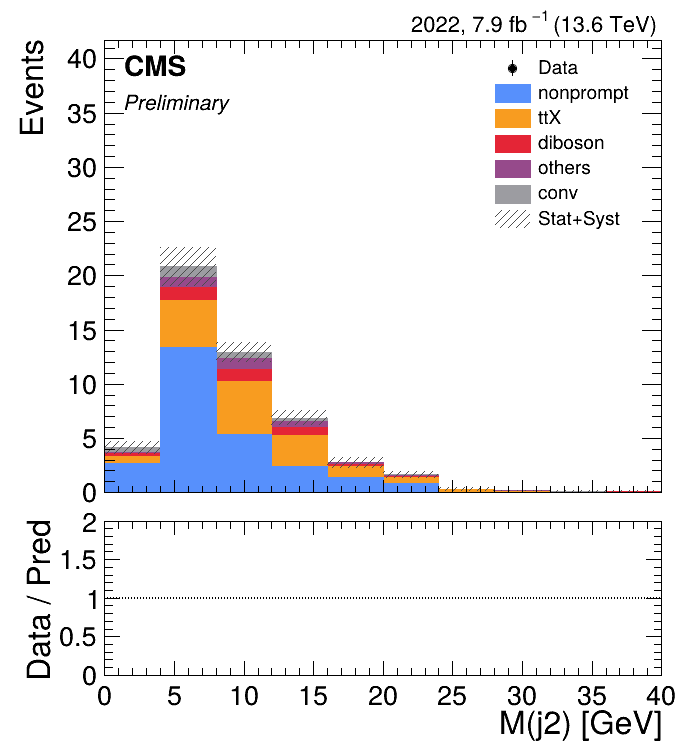 2022, 7.9 fb⁻¹ (13.6 TeV)
CMS
Preliminary
Events
40
35
30
25
20
15
10
5
0
Data
nonprompt
ttX
diboson
others
conv
Stat+Syst
Data / Pred
2
1.5
1
0.5
0
0 5 10 15 20 25 30 35 40
M(j2) [GeV]